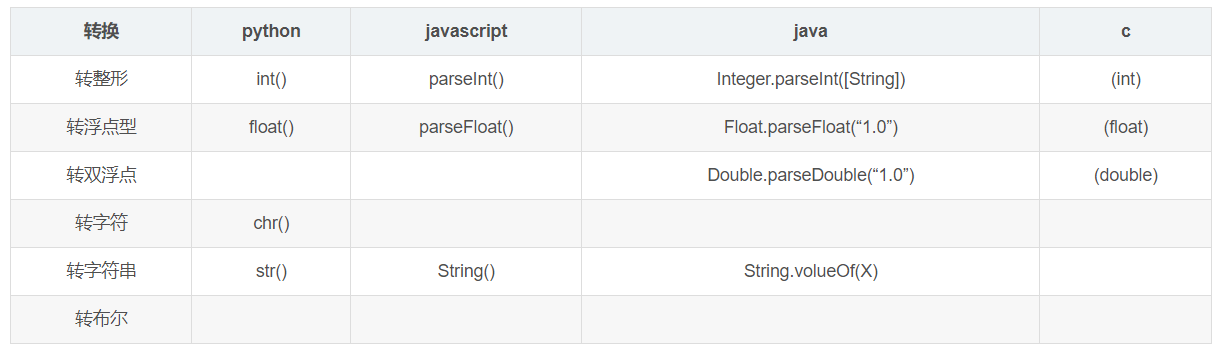 转换 python javascript java c
转整形 int() parseInt() Integer.parseInt([String]) (int)
转浮点型 float() parseFloat() Float.parseFloat(“1.0”) (float)
转双浮点 Double.parseDouble(“1.0”) (double)
转字符 chr()
转字符串 str() String() String.volueOf(X)
转布尔